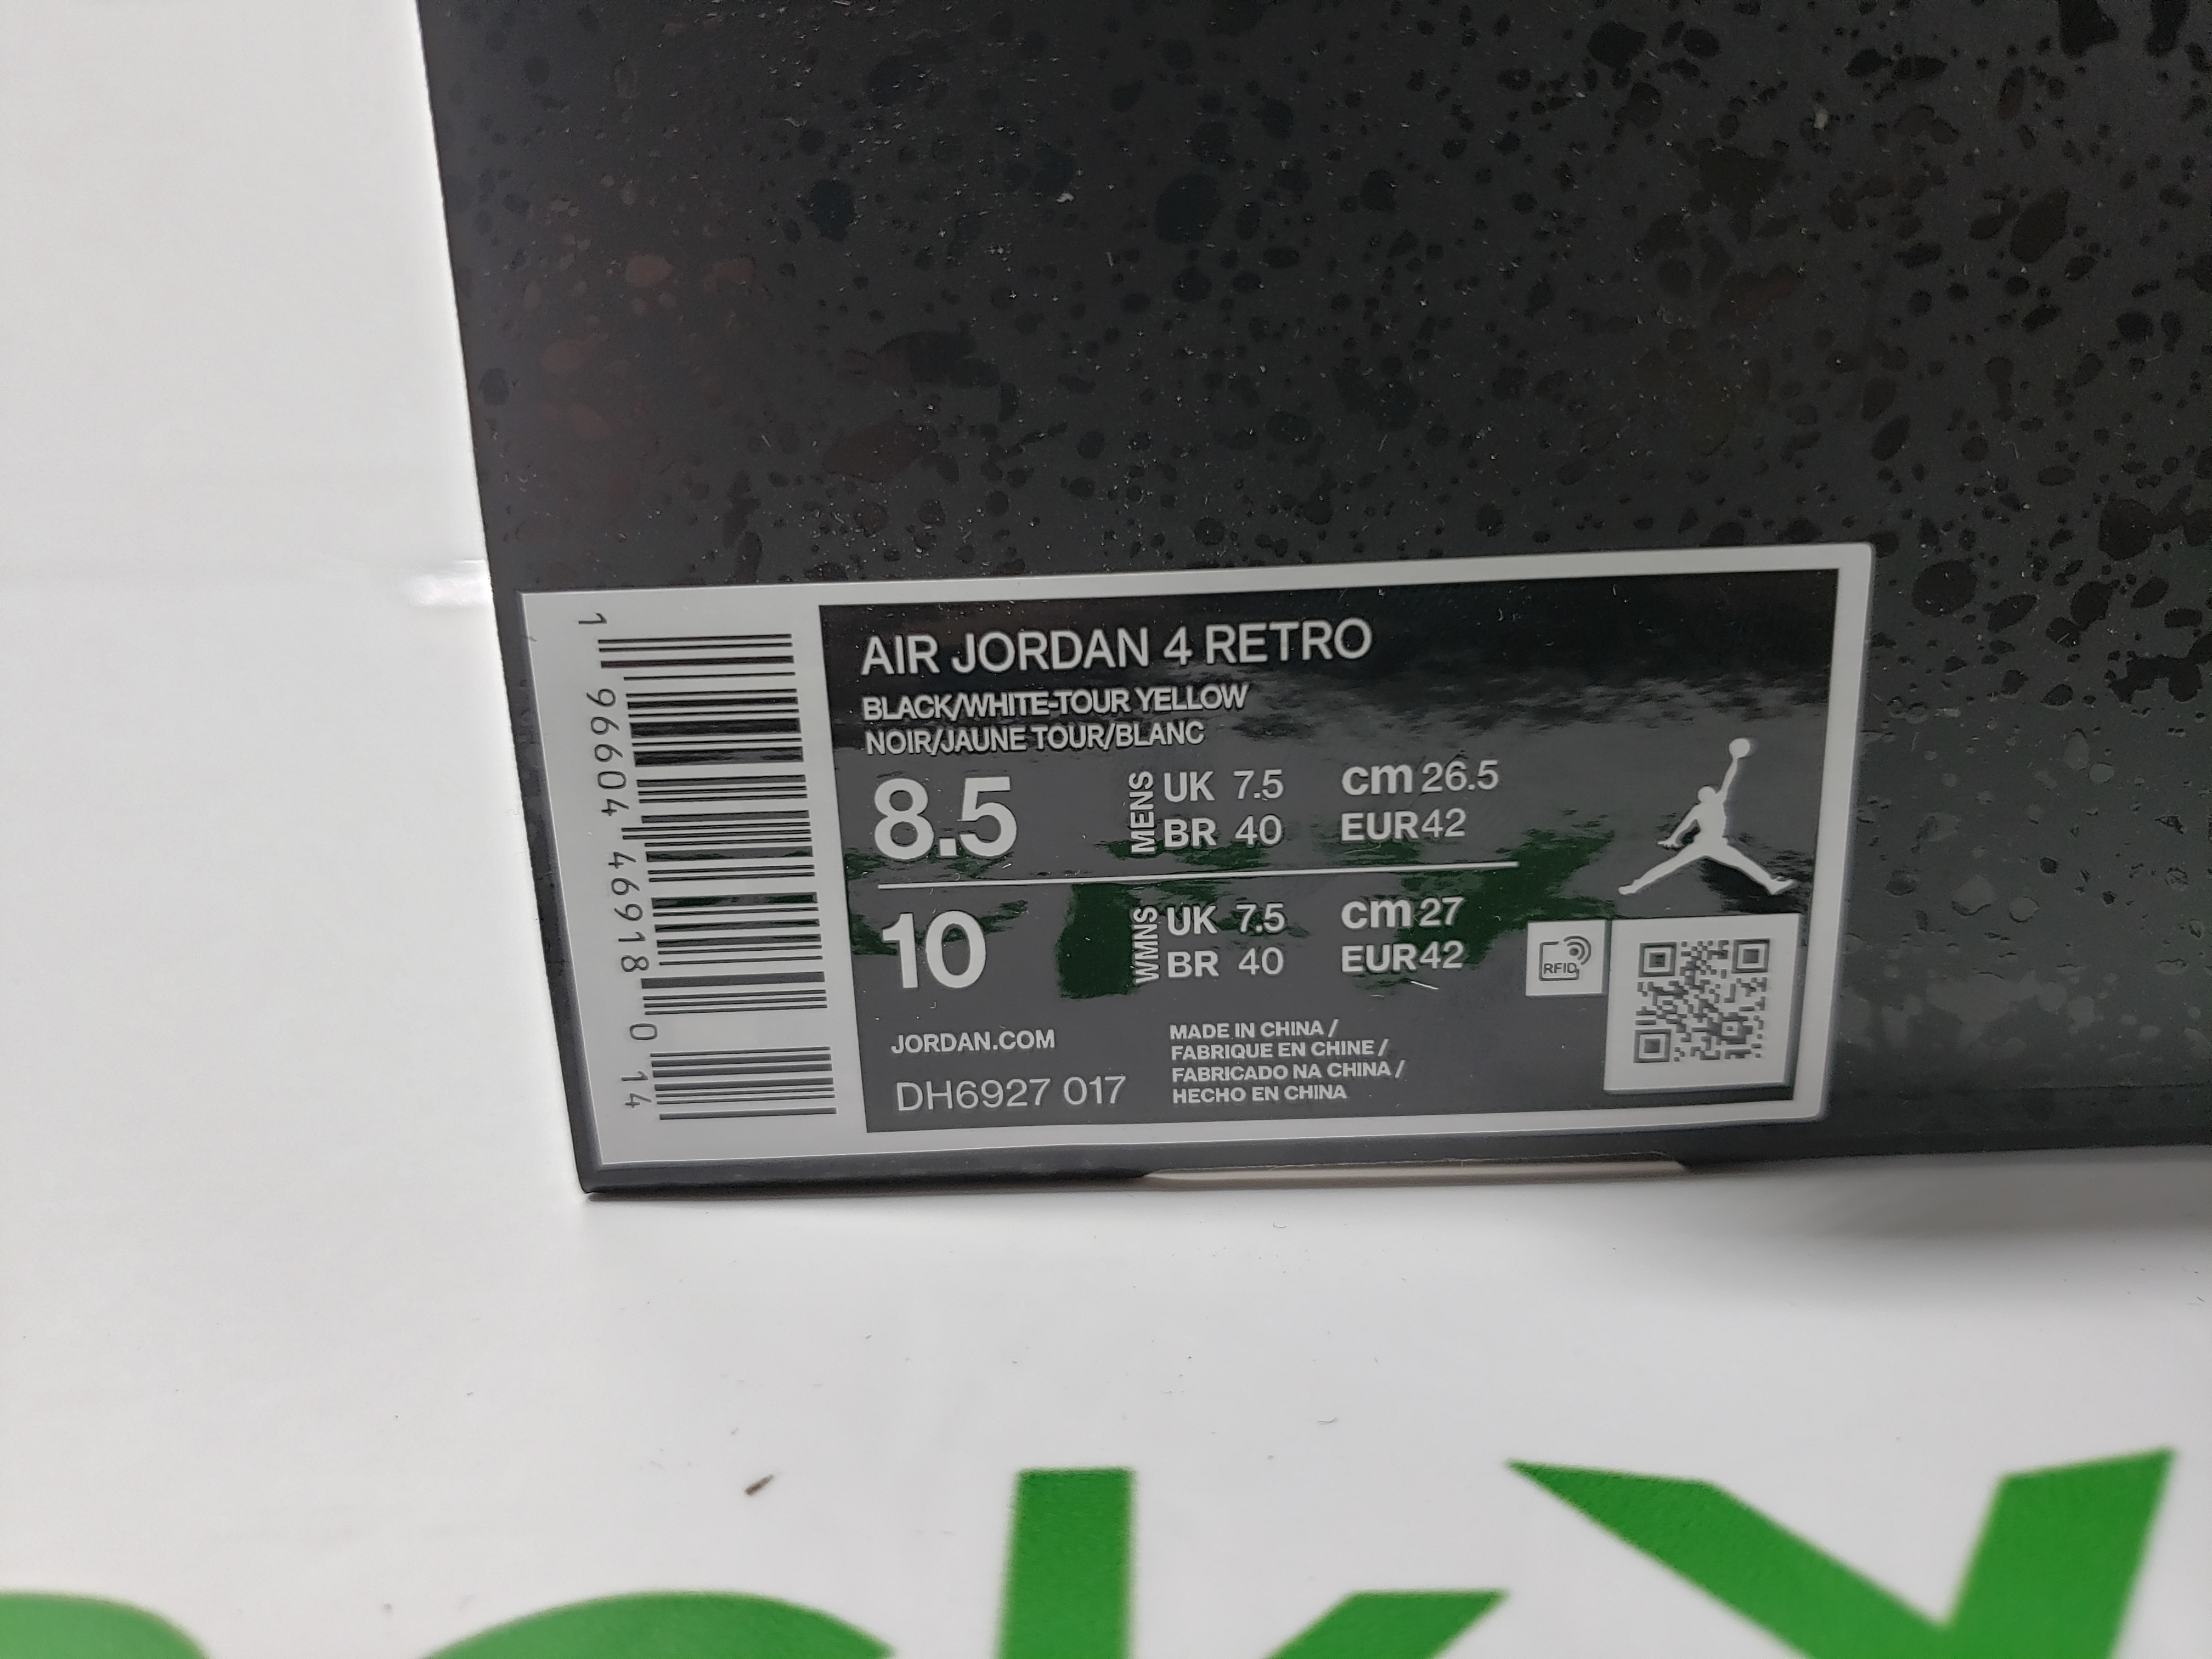 AIR JORDAN 4 RETRO
BLACK/WHITE-TOUR YELLOW
NOIR/JAUNE TOUR/BLANC
8.5 MENS UK 7.5 cm 26.5
BR 40 EUR 42
10 WMNS UK 7.5 cm 27
BR 40 EUR 42
RFID
JORDAN.COM
DH6927 017
MADE IN CHINA /
FABRIQUE EN CHINE /
FABRICADO NA CHINA /
HECHO EN CHINA
1 96604 46918 0 14